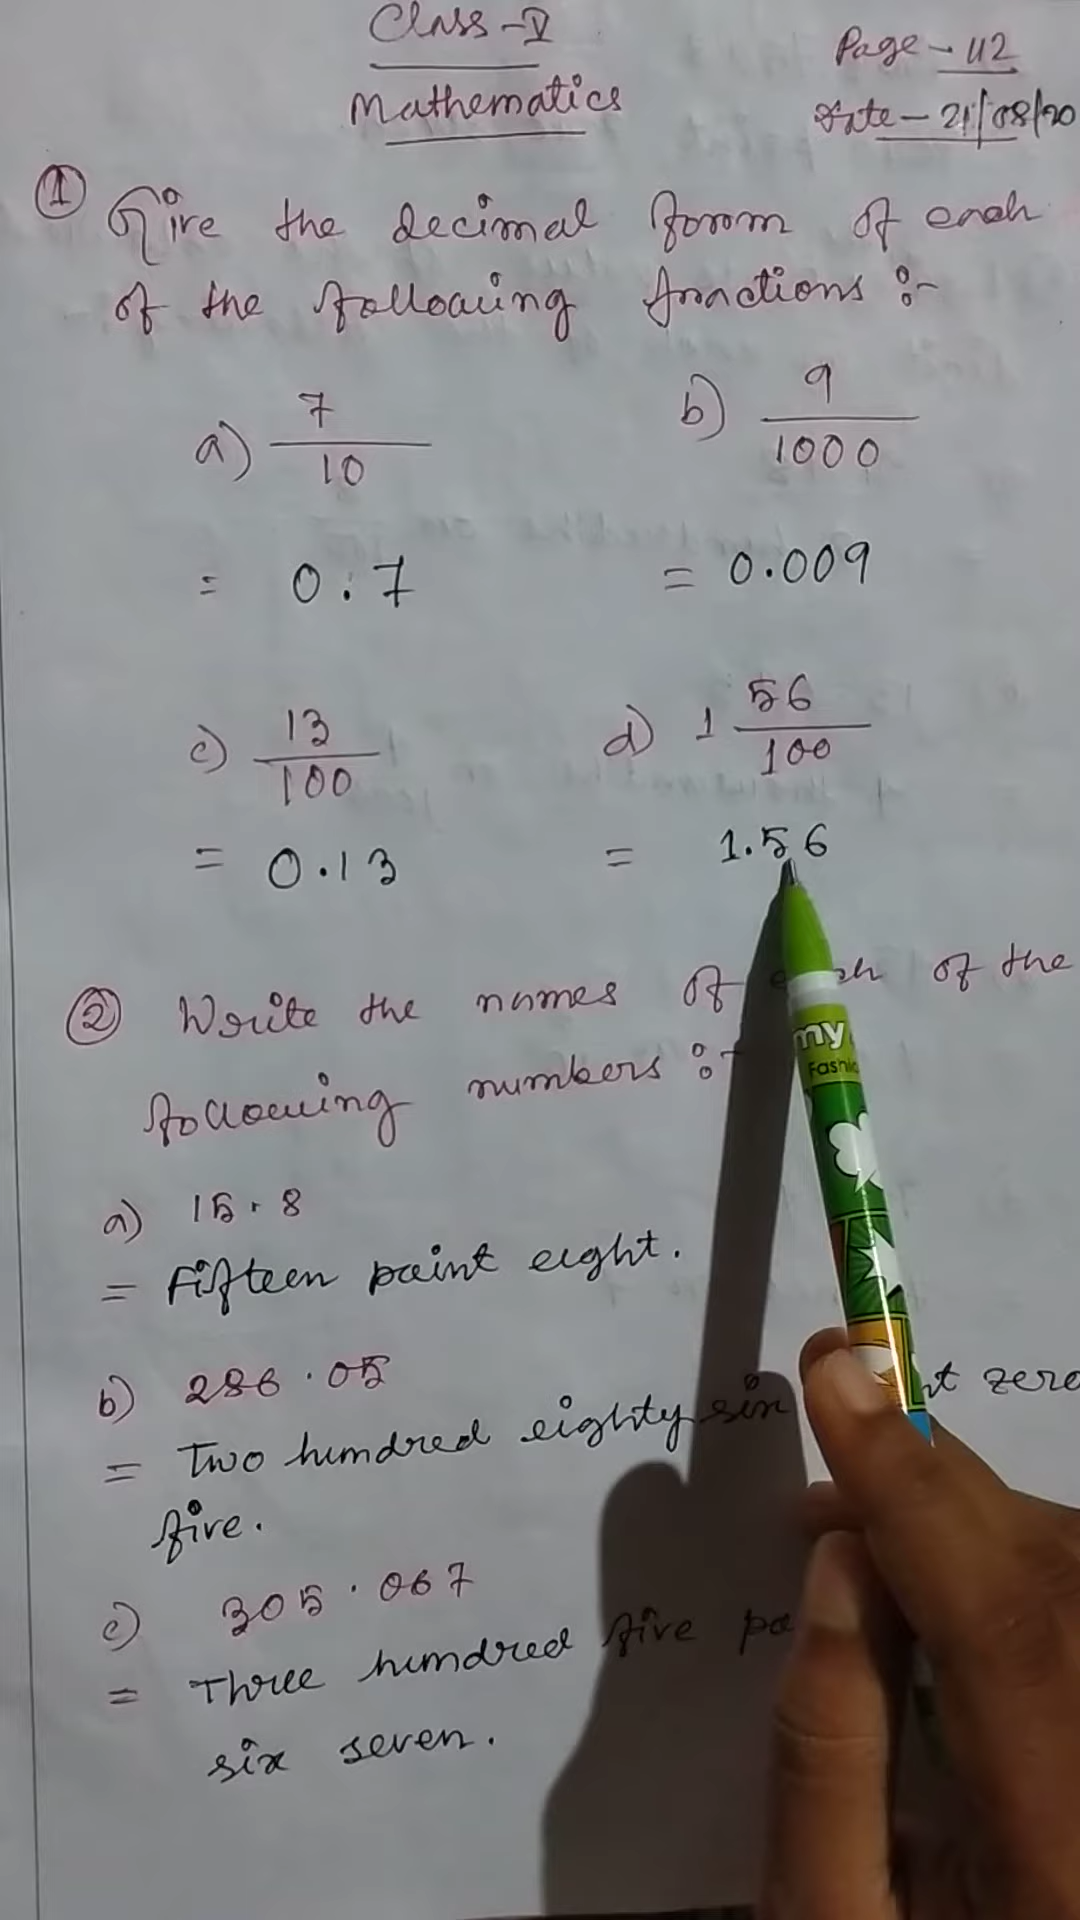 Class - V
Mathematics
Page - 112
Date - 21/08/20
① Give the decimal form of each
of the following fractions :-
a) 7/10
b) 9/1000
= 0.7
= 0.009
c) 13/100
d) 1 56/100
= 0.13
= 1.56
② Write the names of each of the
following numbers :-
my
Fashi
a) 15.8
= Fifteen point eight.
b) 286.05
= Two hundred eighty six zero
five.
c) 305.067
= Three hundred five po
six seven.